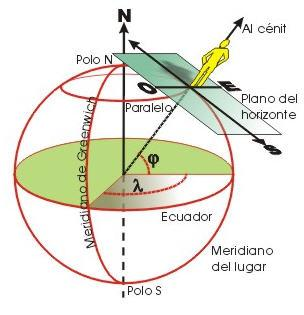 N
Al cénit
Polo N
E
O
Plano del
horizonte
Paralelo
S
Meridiano de Greenwich
φ
λ
Ecuador
Meridiano
del lugar
Polo S